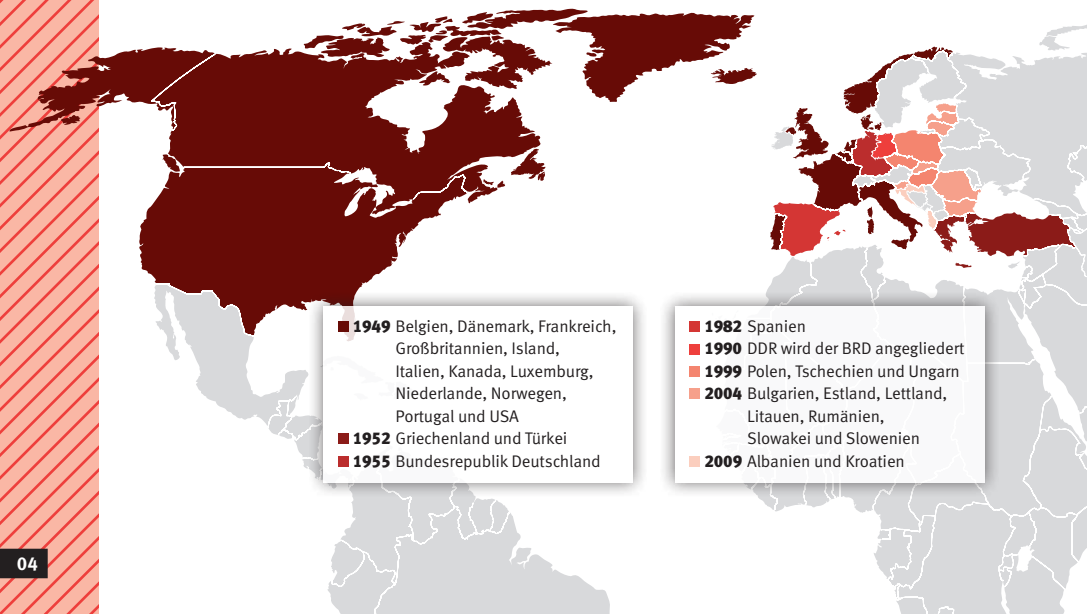 1949 Belgien, Dänemark, Frankreich,
Großbritannien, Island,
Italien, Kanada, Luxemburg,
Niederlande, Norwegen,
Portugal und USA
1952 Griechenland und Türkei
1955 Bundesrepublik Deutschland
1982 Spanien
1990 DDR wird der BRD angegliedert
1999 Polen, Tschechien und Ungarn
2004 Bulgarien, Estland, Lettland,
Litauen, Rumänien,
Slowakei und Slowenien
2009 Albanien und Kroatien
04